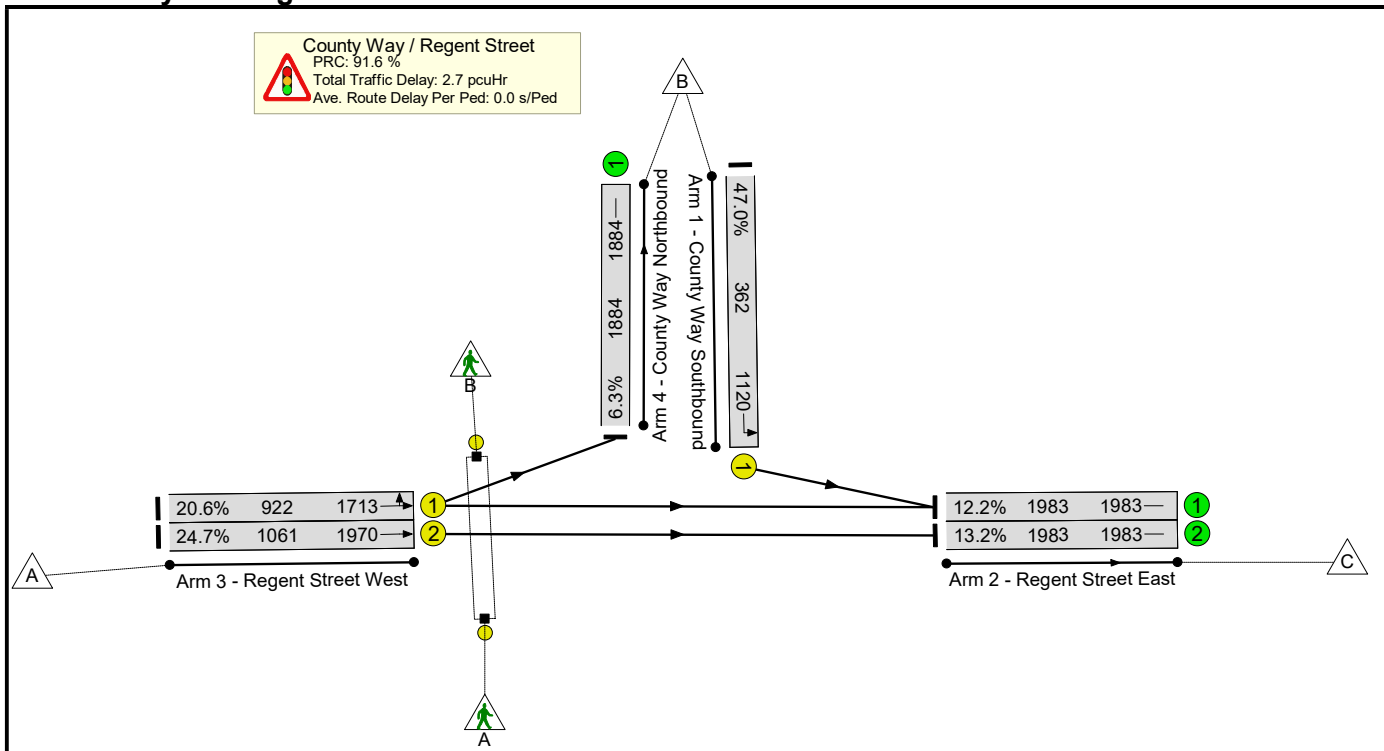 County Way / Regent Street
PRC: 91.6 %
Total Traffic Delay: 2.7 pcuHr
Ave. Route Delay Per Ped: 0.0 s/Ped
B
1
6.3% 1884 1884
Arm 4 - County Way Northbound
Arm 1 - County Way Southbound
47.0% 362 1120
1
B
A
20.6% 922 1713
1
24.7% 1061 1970
2
A
Arm 3 - Regent Street West
12.2% 1983 1983
1
13.2% 1983 1983
2
Arm 2 - Regent Street East
C